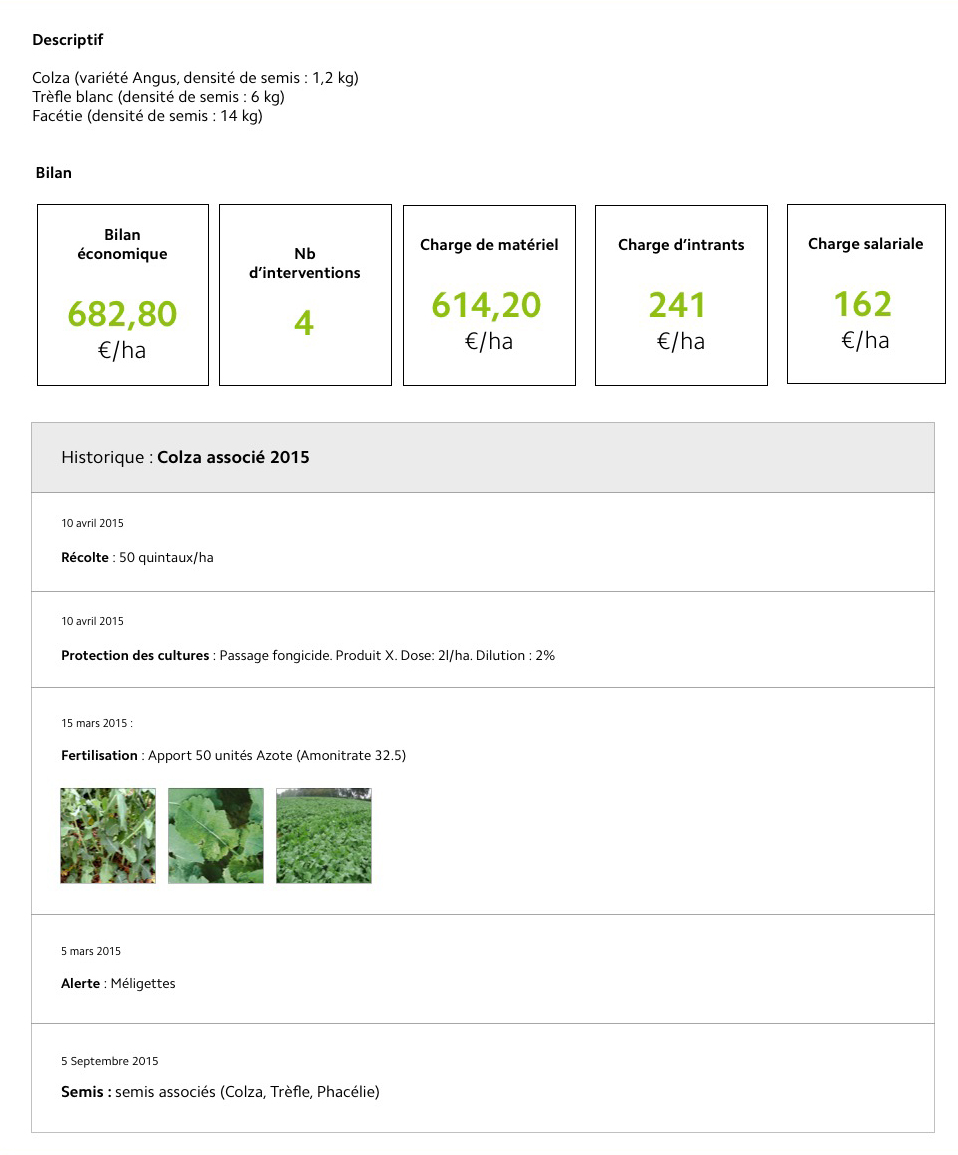 Descriptif
Colza (variété Angus, densité de semis : 1,2 kg)
Trèfle blanc (densité de semis : 6 kg)
Facétie (densité de semis : 14 kg)
Bilan
Bilan
économique
682,80
€/ha
Nb
d’interventions
4
Charge de matériel
614,20
€/ha
Charge d’intrants
241
€/ha
Charge salariale
162
€/ha
Historique : Colza associé 2015
10 avril 2015
Récolte : 50 quintaux/ha
10 avril 2015
Protection des cultures : Passage fongicide. Produit X. Dose: 2l/ha. Dilution : 2%
15 mars 2015 :
Fertilisation : Apport 50 unités Azote (Amonitrate 32.5)
5 mars 2015
Alerte : Méligettes
5 Septembre 2015
Semis : semis associés (Colza, Trèfle, Phacélie)